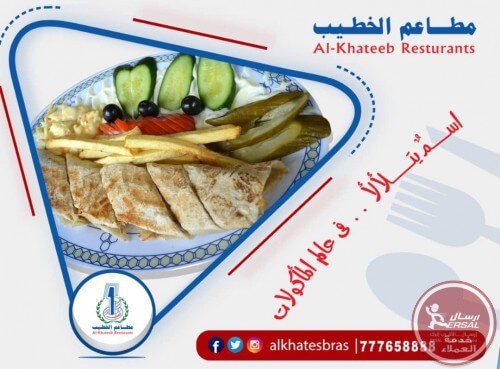 مطاعم الخطيب
Al-Khateeb Resturants
اسم يتلألأ ... في عالم المأكولات
مطاعم الخطيب
Al-Khateeb Resturants
alkhatesbras | 777658888
إرسال
ERSAL
خدمة
العملاء